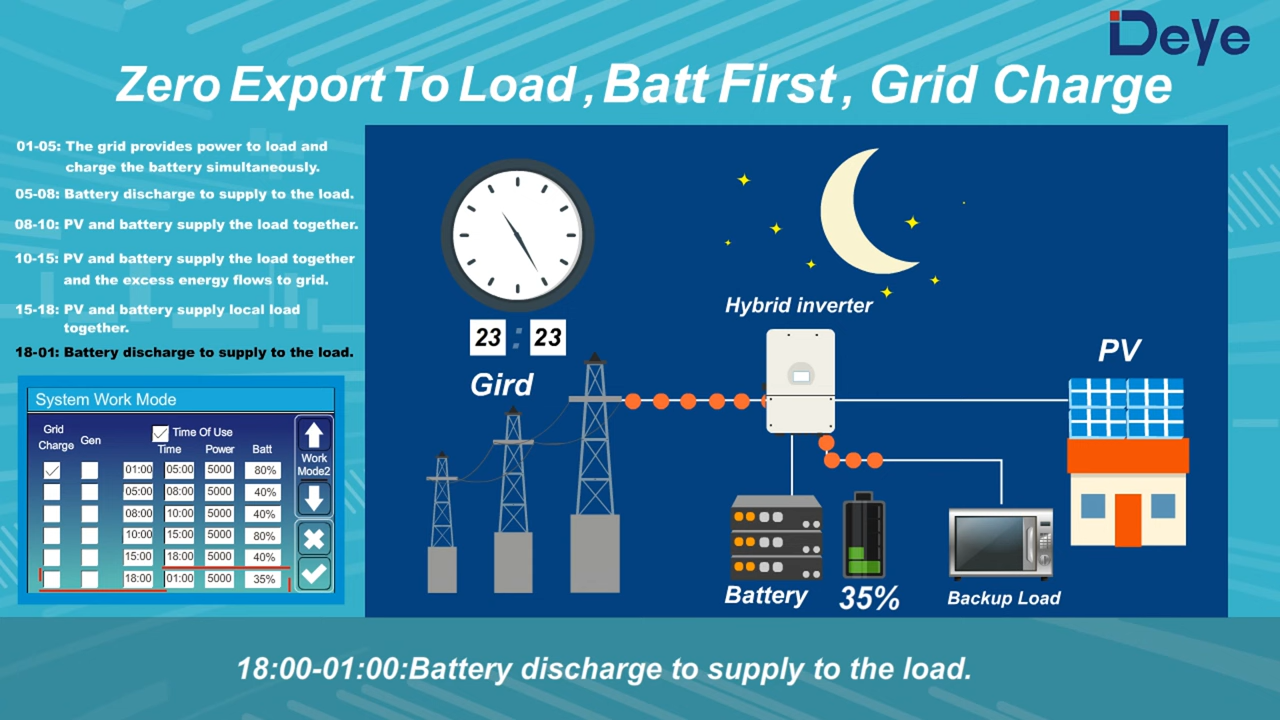 Deye
Zero Export To Load , Batt First , Grid Charge
01-05: The grid provides power to load and
charge the battery simultaneously.
05-08: Battery discharge to supply to the load.
08-10: PV and battery supply the load together.
10-15: PV and battery supply the load together
and the excess energy flows to grid.
15-18: PV and battery supply local load
together.
18-01: Battery discharge to supply to the load.
System Work Mode
Grid
Charge
Gen
Time Of Use
Time Power Batt
01:00 05:00 5000 80%
05:00 08:00 5000 40%
08:00 10:00 5000 40%
10:00 15:00 5000 80%
15:00 18:00 5000 40%
18:00 01:00 5000 35%
Work
Mode2
23 : 23
Gird
Hybrid inverter
PV
Battery
35%
Backup Load
18:00-01:00:Battery discharge to supply to the load.